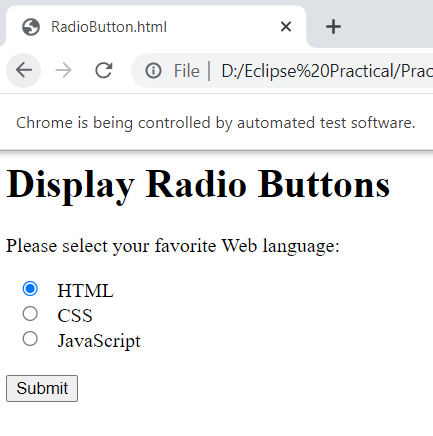 RadioButton.html
File | D:/Eclipse%20Practical/Prac
Chrome is being controlled by automated test software.
Display Radio Buttons
Please select your favorite Web language:
HTML
CSS
JavaScript
Submit